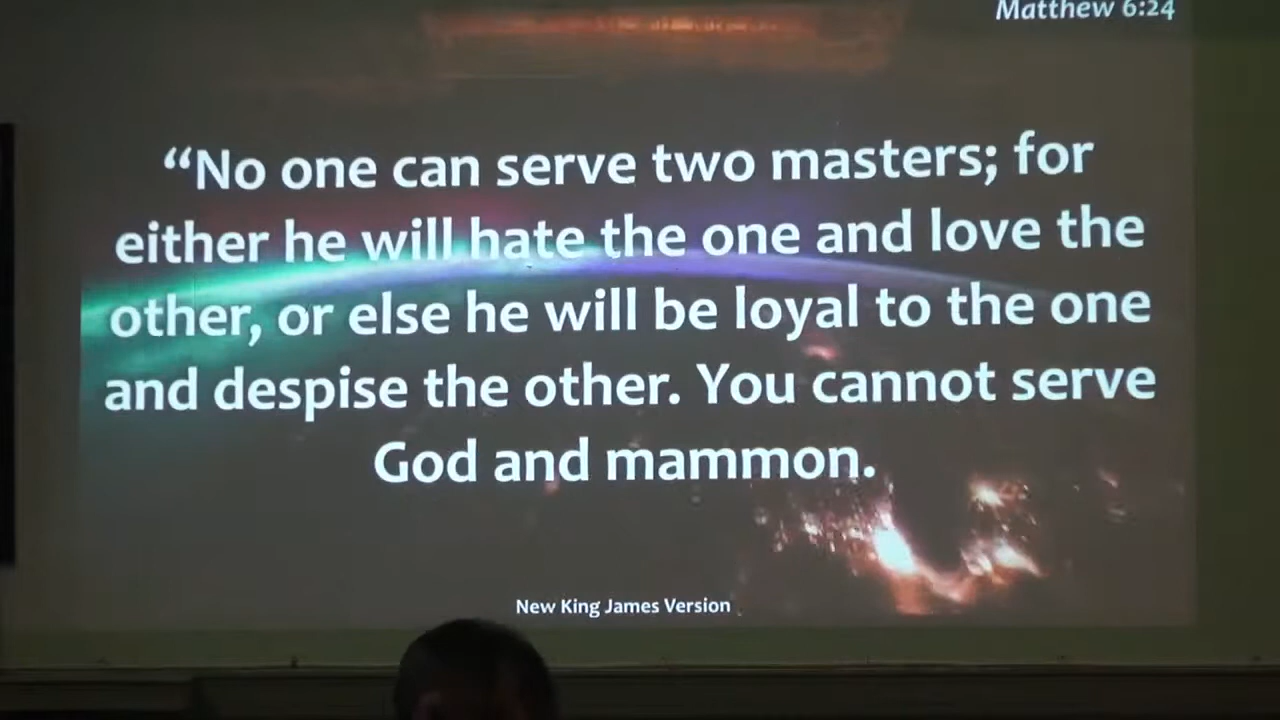 Matthew 6:24
“No one can serve two masters; for
either he will hate the one and love the
other, or else he will be loyal to the one
and despise the other. You cannot serve
God and mammon.
New King James Version